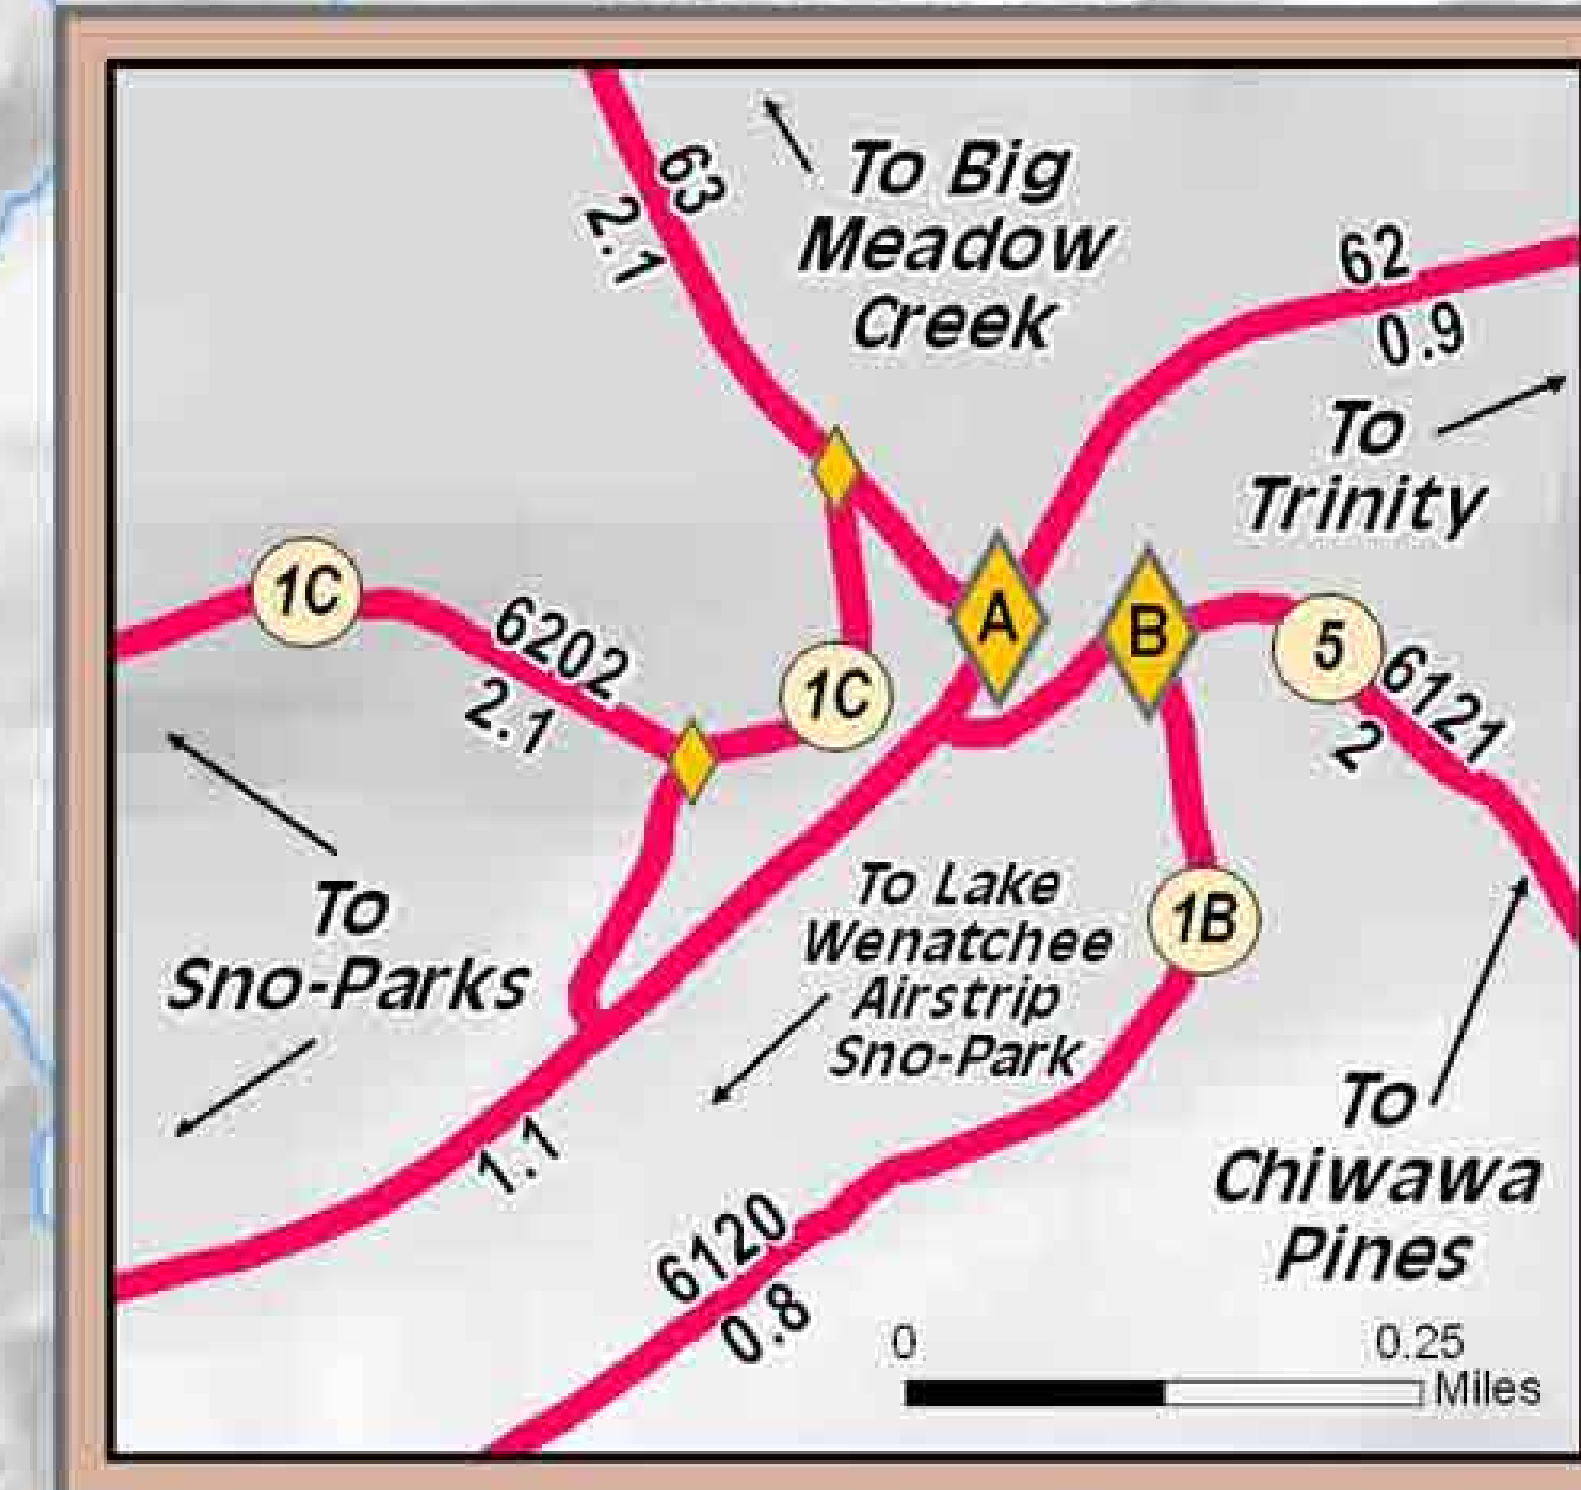 63
2.1
To Big
Meadow
Creek
62
0.9
To
Trinity
A
B
1C
6202
2.1
1C
5
6121
2
To
Sno-Parks
To Lake
Wenatchee
Airstrip
Sno-Park
1B
1.1
To
Chiwawa
Pines
6120
0.8
0
0.25
Miles